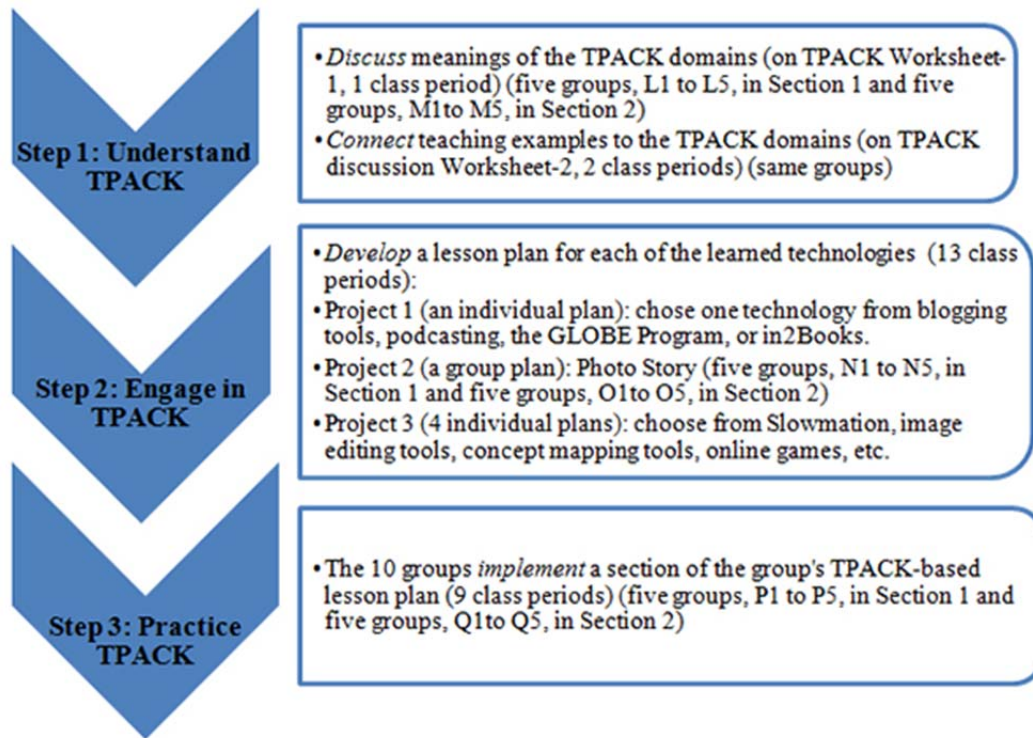 Step 1: Understand
TPACK
•Discuss meanings of the TPACK domains (on TPACK Worksheet-
1, 1 class period) (five groups, L1 to L5, in Section 1 and five
groups, M1to M5, in Section 2)
•Connect teaching examples to the TPACK domains (on TPACK
discussion Worksheet-2, 2 class periods) (same groups)
Step 2: Engage in
TPACK
•Develop a lesson plan for each of the learned technologies (13 class
periods):
•Project 1 (an individual plan): chose one technology from blogging
tools, podcasting, the GLOBE Program, or in2Books.
•Project 2 (a group plan): Photo Story (five groups, N1 to N5, in
Section 1 and five groups, O1to O5, in Section 2)
•Project 3 (4 individual plans): choose from Slowmation, image
editing tools, concept mapping tools, online games, etc.
Step 3: Practice
TPACK
•The 10 groups implement a section of the group's TPACK-based
lesson plan (9 class periods) (five groups, P1 to P5, in Section 1 and
five groups, Q1to Q5, in Section 2)